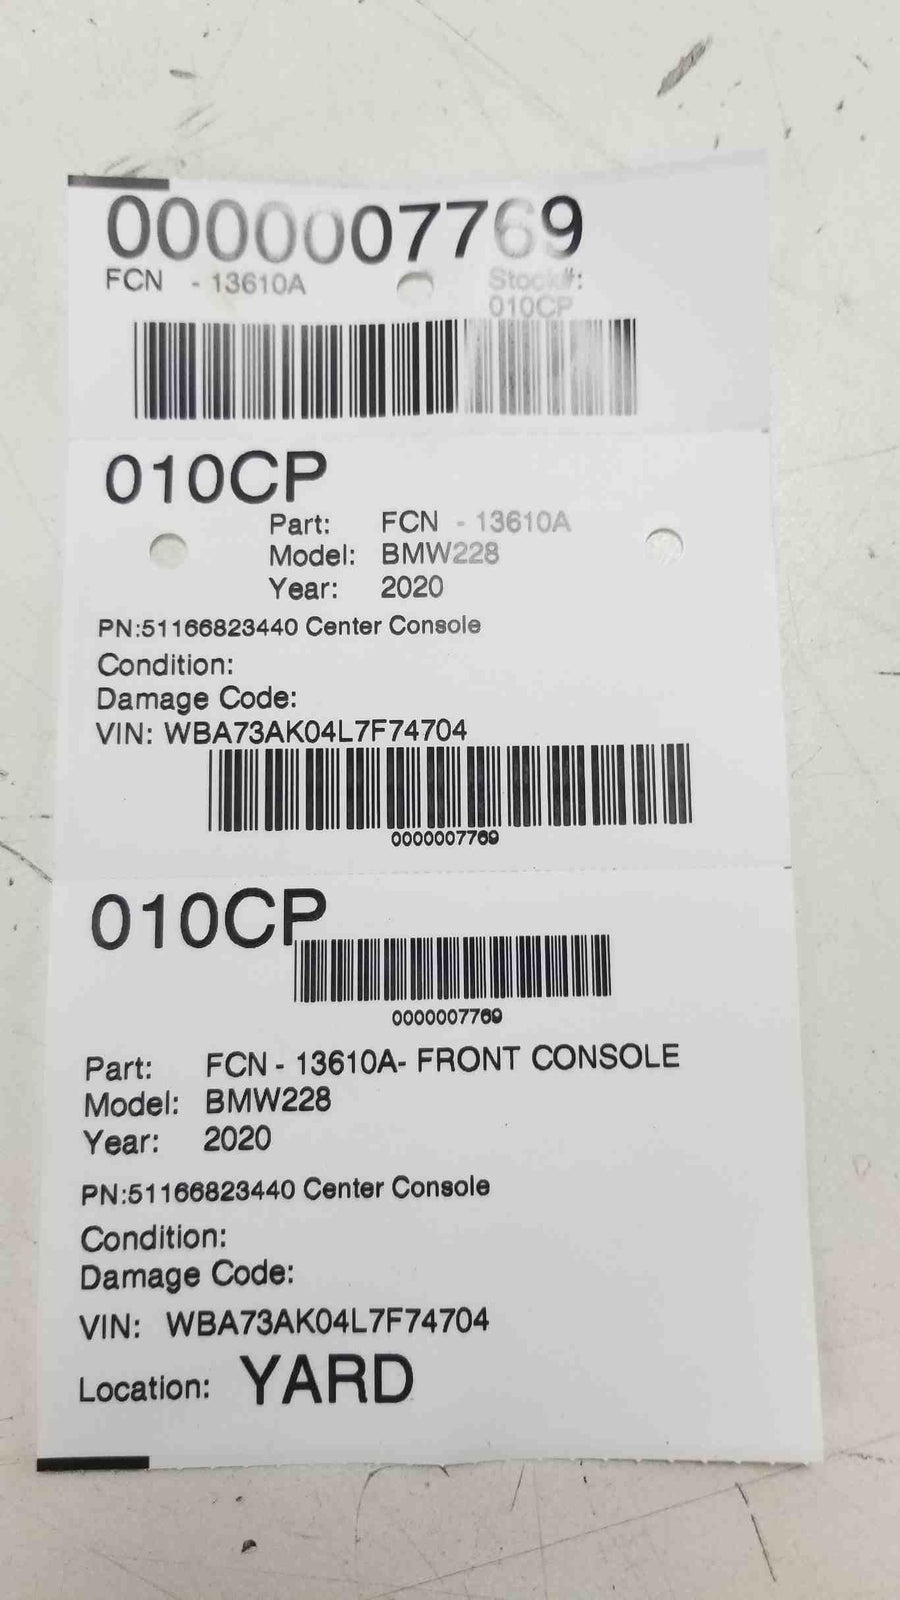 0000007769
FCN - 13610A
Stock#:
010CP
010CP
Part: FCN - 13610A
Model: BMW228
Year: 2020
PN:51166823440 Center Console
Condition:
Damage Code:
VIN: WBA73AK04L7F74704
0000007769
010CP
0000007769
Part: FCN - 13610A- FRONT CONSOLE
Model: BMW228
Year: 2020
PN:51166823440 Center Console
Condition:
Damage Code:
VIN: WBA73AK04L7F74704
Location: YARD